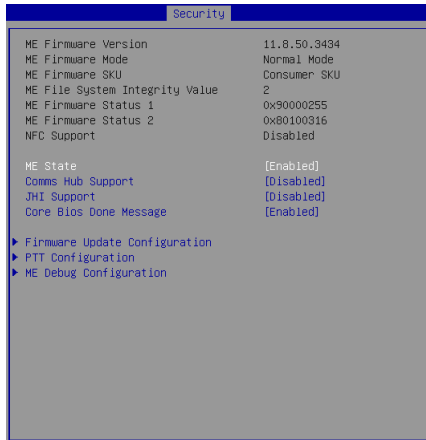 Security
ME Firmware Version 11.8.50.3434
ME Firmware Mode Normal Mode
ME Firmware SKU Consumer SKU
ME File System Integrity Value 2
ME Firmware Status 1 0x90000255
ME Firmware Status 2 0x80100316
NFC Support Disabled
ME State [Enabled]
Comms Hub Support [Disabled]
JHI Support [Disabled]
Core Bios Done Message [Enabled]
Firmware Update Configuration
PTT Configuration
ME Debug Configuration